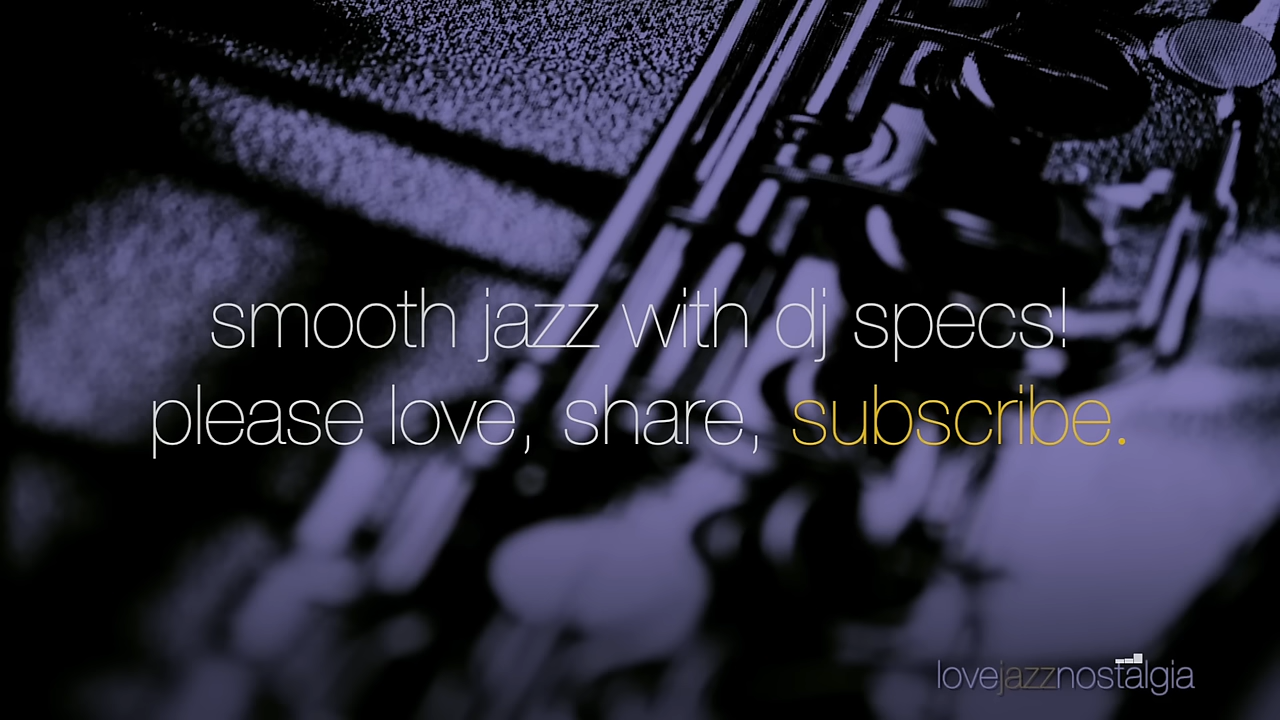 smooth jazz with dj specs!
please love, share, subscribe.
lovejazznostalgia